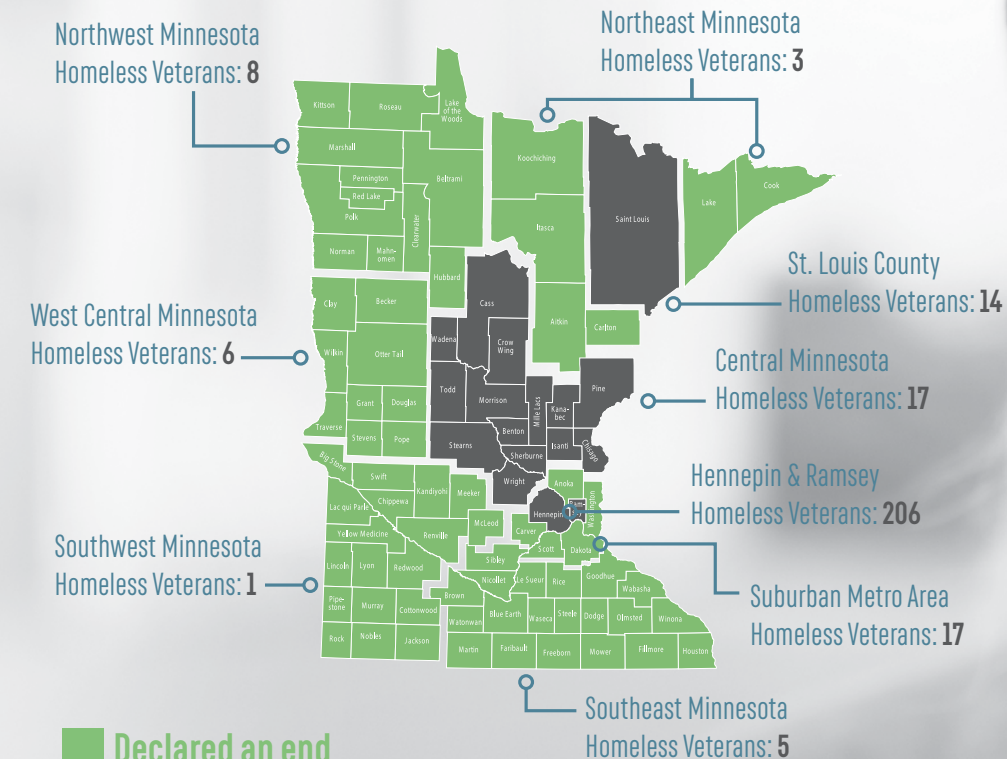 Northwest Minnesota
Homeless Veterans: 8
Northeast Minnesota
Homeless Veterans: 3
Kittson
Roseau
Lake
of the
Woods
Marshall
Koochiching
Pennington
Beltrami
Red Lake
Polk
Clearwater
Cook
Lake
Saint Louis
Itasca
Norman
Mahn-
omen
Hubbard
St. Louis County
Homeless Veterans: 14
Clay
Becker
Cass
Aitkin
Carlton
West Central Minnesota
Homeless Veterans: 6
Wadena
Crow
Wing
Wilkin
Otter Tail
Central Minnesota
Homeless Veterans: 17
Todd
Morrison
Mille Lacs
Kana-
bec
Pine
Grant
Douglas
Traverse
Stevens
Pope
Stearns
Benton
Isanti
Chisago
Sherburne
Big Stone
Swift
Kandiyohi
Meeker
Wright
Anoka
Hennepin & Ramsey
Homeless Veterans: 206
Chippewa
Lac qui Parle
Hennepin
Ram-
Washington
McLeod
Carver
Yellow Medicine
Renville
Scott
Dakota
Southwest Minnesota
Homeless Veterans: 1
Lincoln
Lyon
Redwood
Sibley
Nicollet
Le Sueur
Rice
Goodhue
Wabasha
Suburban Metro Area
Homeless Veterans: 17
Pipe-
stone
Murray
Cottonwood
Brown
Watonwan
Blue Earth
Waseca
Steele
Dodge
Olmsted
Winona
Rock
Nobles
Jackson
Martin
Faribault
Freeborn
Mower
Fillmore
Houston
Southeast Minnesota
Homeless Veterans: 5
Declared an end